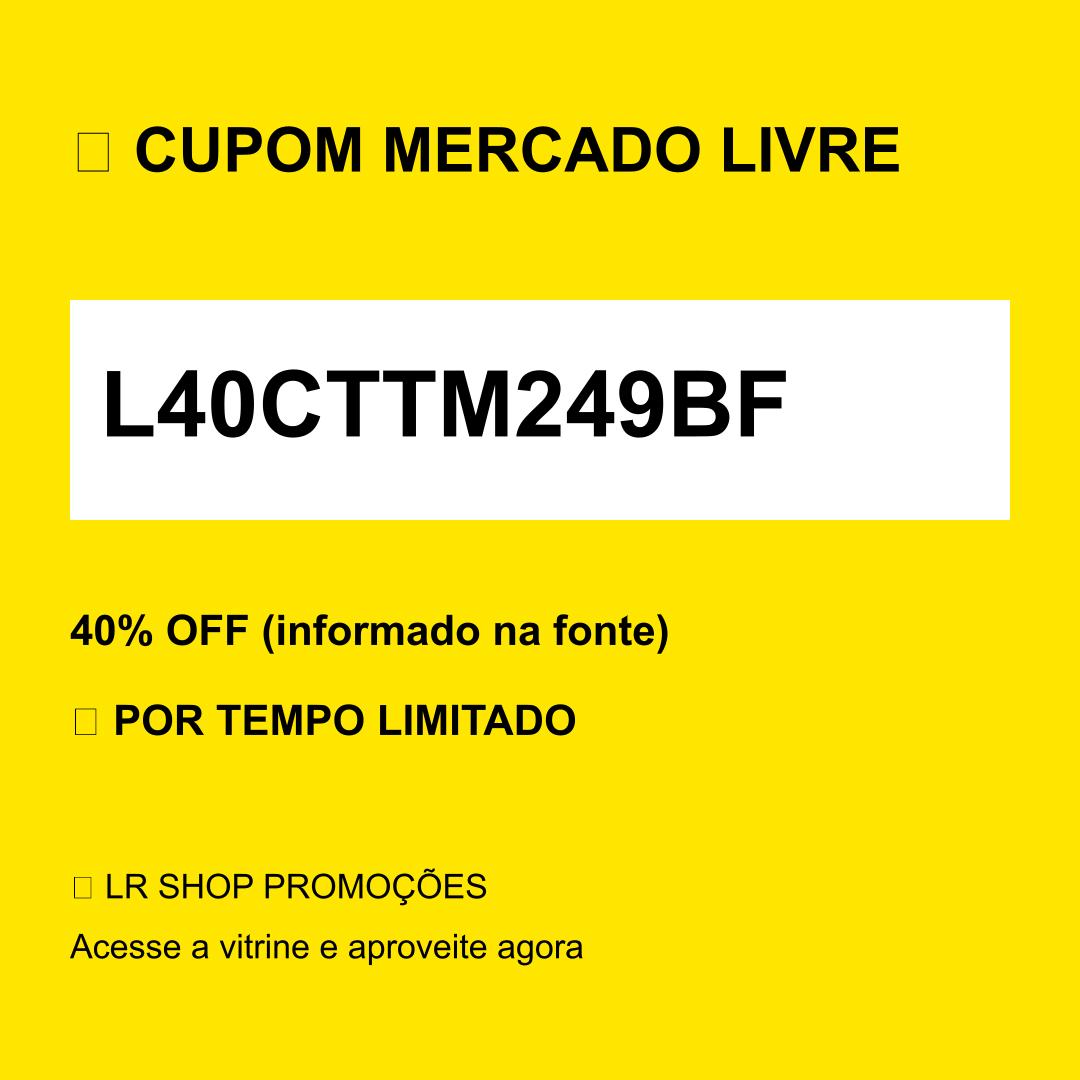 □ CUPOM MERCADO LIVRE
L40CTTM249BF
40% OFF (informado na fonte)
□ POR TEMPO LIMITADO
□ LR SHOP PROMOÇÕES
Acesse a vitrine e aproveite agora